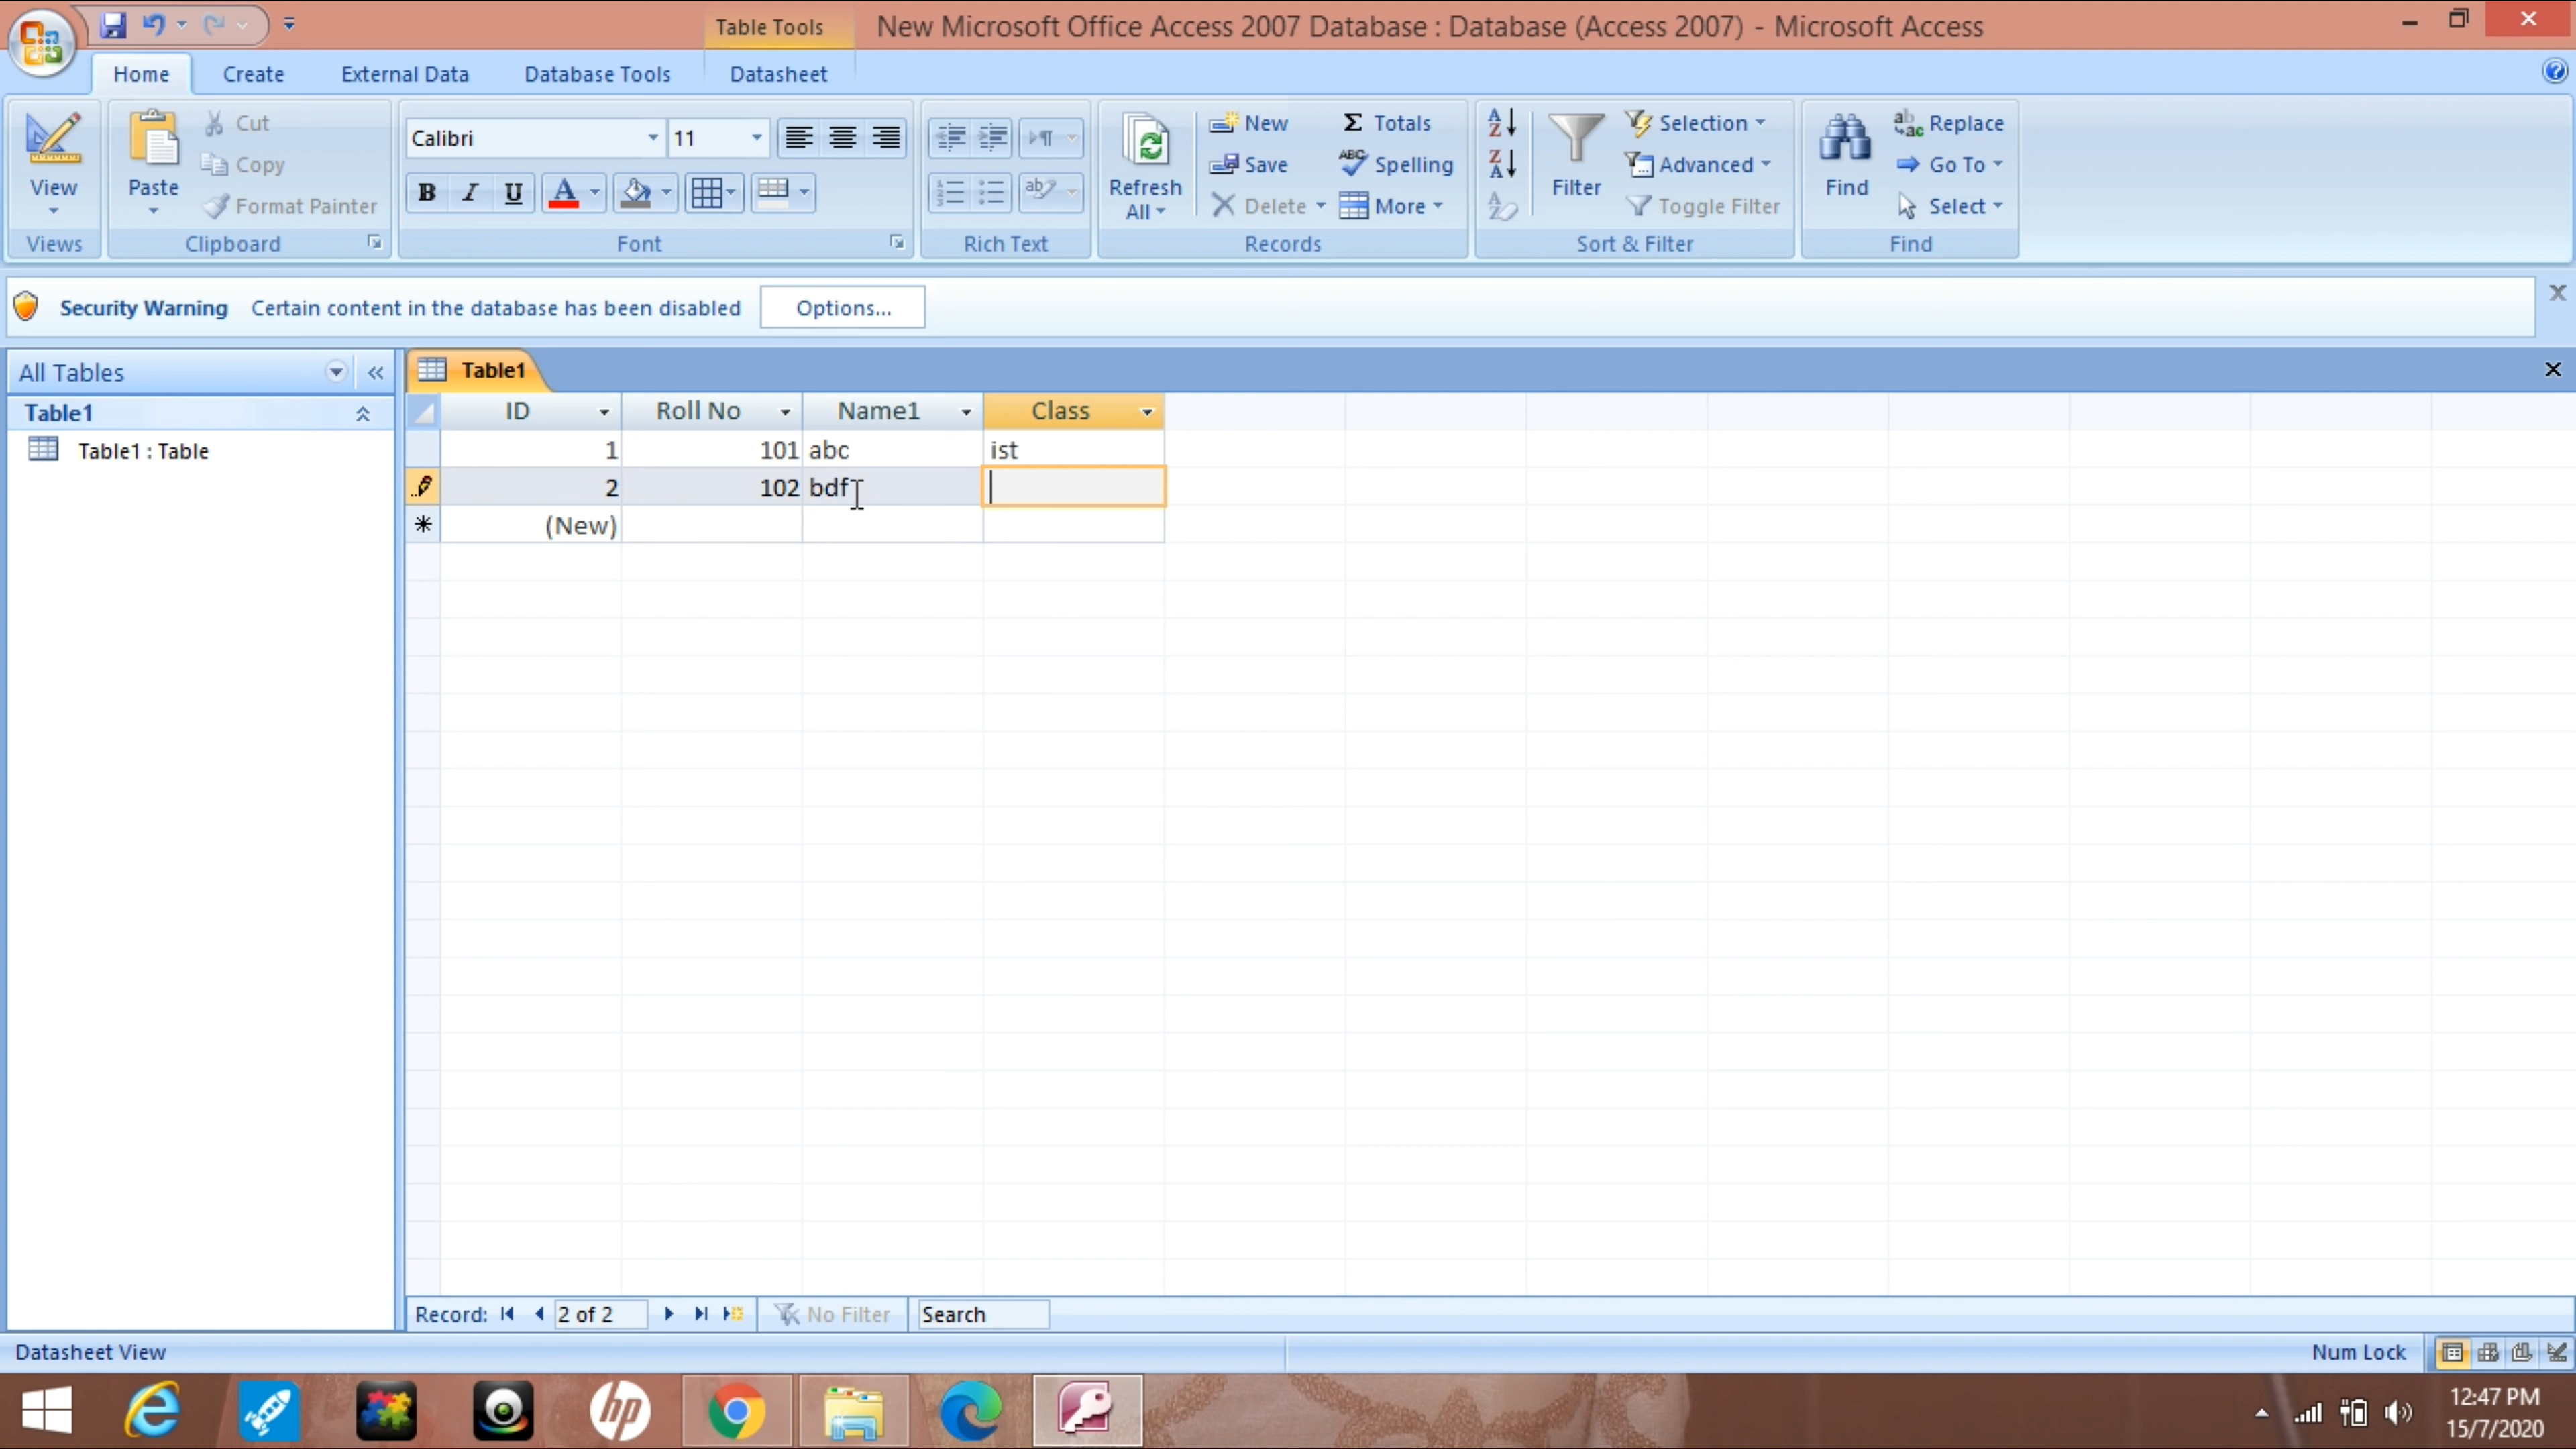 Table Tools New Microsoft Office Access 2007 Database : Database (Access 2007) - Microsoft Access
Home Create External Data Database Tools Datasheet
View
Paste
Cut
Copy
Format Painter
Calibri 11
B I U
Refresh All
New
Save
Delete
Totals
Spelling
More
Filter
Selection
Advanced
Toggle Filter
Find
Replace
Go To
Select
Views Clipboard Font Rich Text Records Sort & Filter Find
Security Warning Certain content in the database has been disabled Options...
All Tables
Table1
Table1 : Table
Table1
ID Roll No Name1 Class
1 101 abc ist
2 102 bdf
(New)
Record: 2 of 2 No Filter Search
Datasheet View Num Lock
12:47 PM
15/7/2020